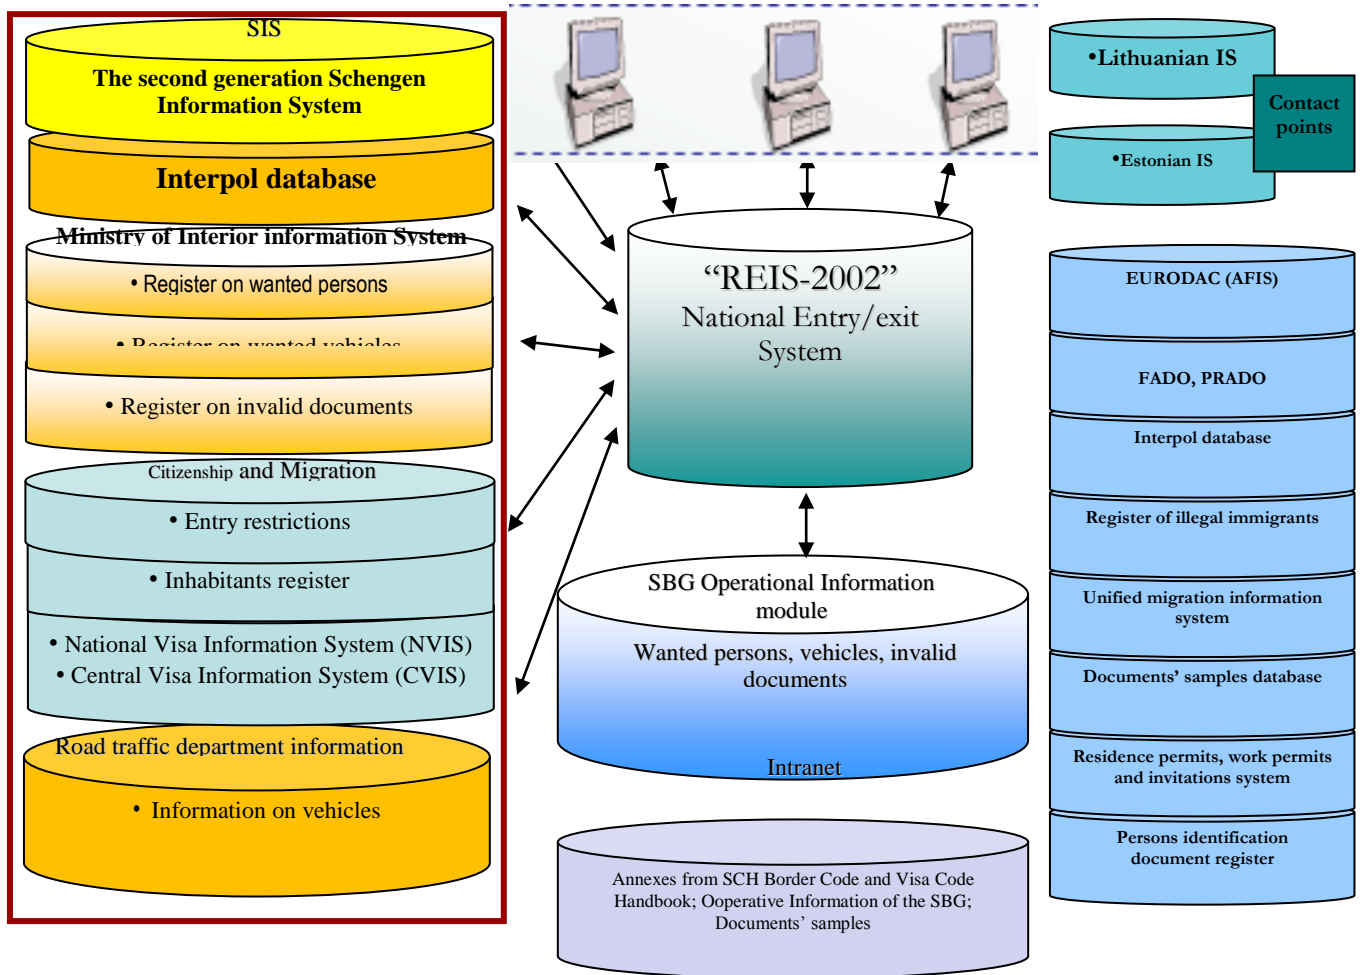 SIS
The second generation Schengen
Information System
Interpol database
Ministry of Interior information System
• Register on wanted persons
• Register on wanted vehicles
• Register on invalid documents
Citizenship and Migration
• Entry restrictions
• Inhabitants register
• National Visa Information System (NVIS)
• Central Visa Information System (CVIS)
Road traffic department information
• Information on vehicles
“REIS-2002”
National Entry/exit
System
SBG Operational Information
module
Wanted persons, vehicles, invalid
documents
Intranet
Annexes from SCH Border Code and Visa Code
Handbook; Ooperative Information of the SBG;
Documents’ samples
•Lithuanian IS
Contact
points
•Estonian IS
EURODAC (AFIS)
FADO, PRADO
Interpol database
Register of illegal immigrants
Unified migration information
system
Documents’ samples database
Residence permits, work permits
and invitations system
Persons identification
document register